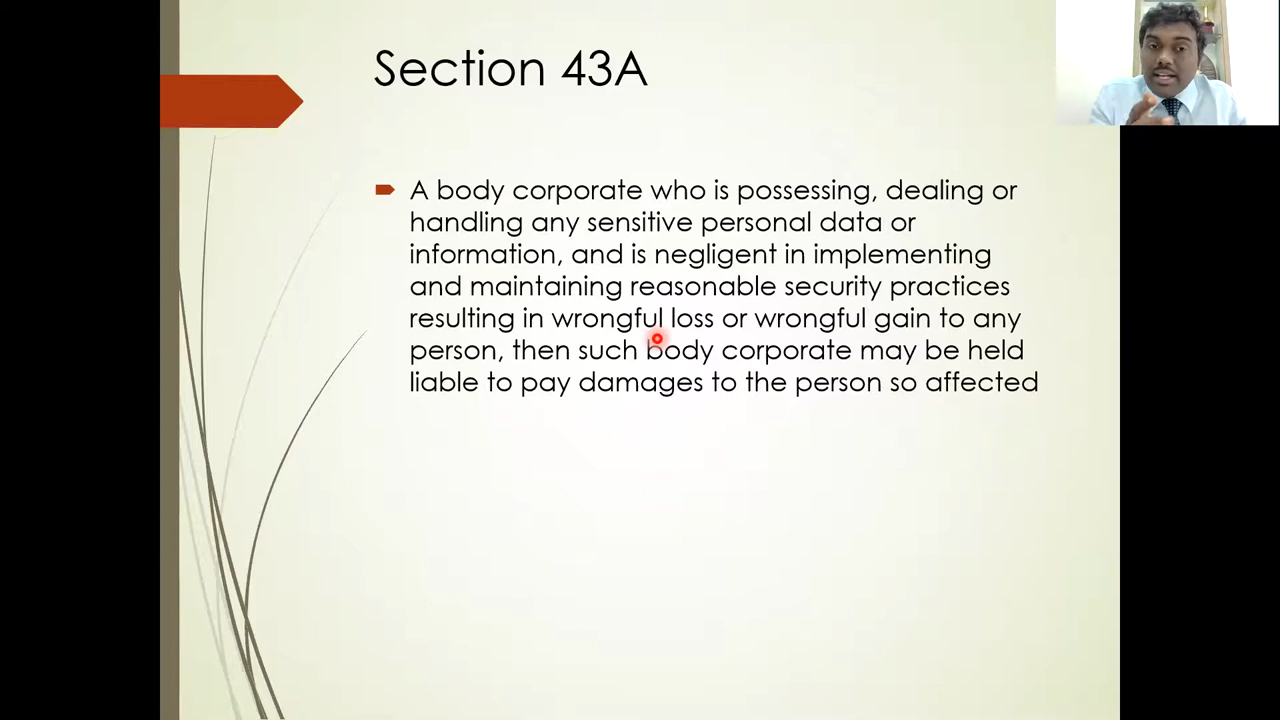 Section 43A
A body corporate who is possessing, dealing or
handling any sensitive personal data or
information, and is negligent in implementing
and maintaining reasonable security practices
resulting in wrongful loss or wrongful gain to any
person, then such body corporate may be held
liable to pay damages to the person so affected